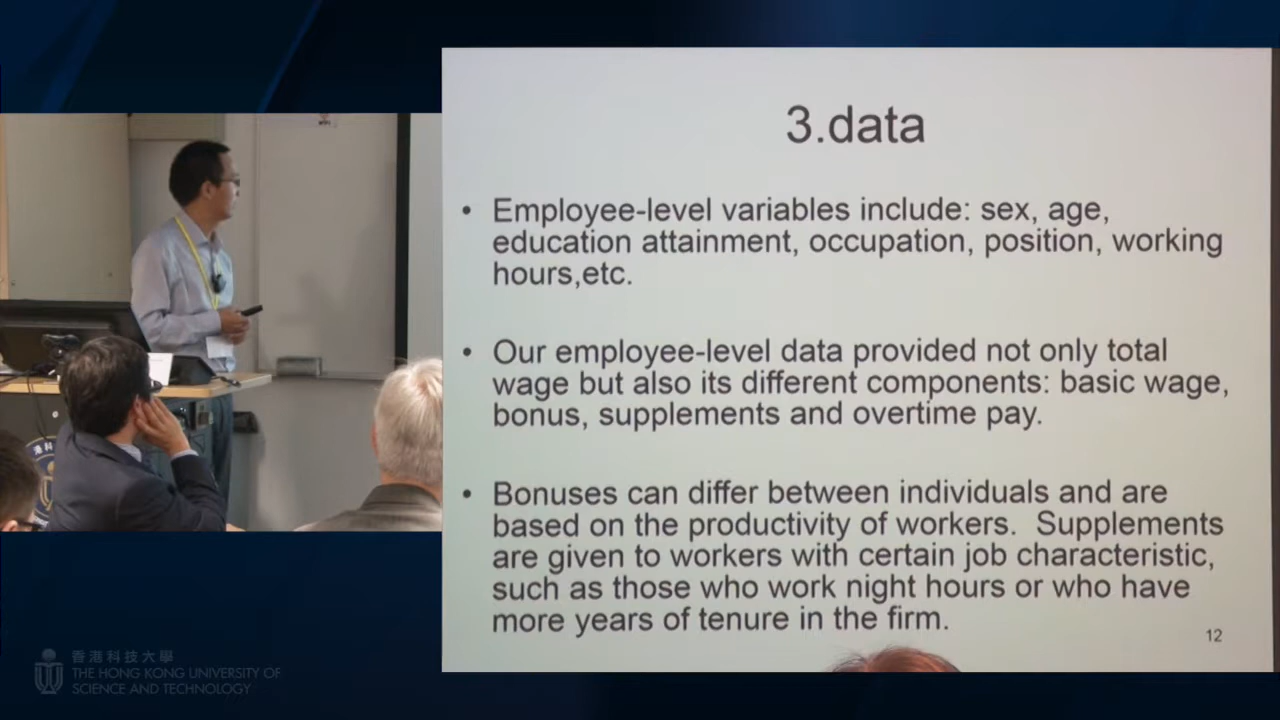 3.data
• Employee-level variables include: sex, age,
education attainment, occupation, position, working
hours,etc.
• Our employee-level data provided not only total
wage but also its different components: basic wage,
bonus, supplements and overtime pay.
• Bonuses can differ between individuals and are
based on the productivity of workers. Supplements
are given to workers with certain job characteristic,
such as those who work night hours or who have
more years of tenure in the firm.
12
香港科技大學
THE HONG KONG UNIVERSITY OF
SCIENCE AND TECHNOLOGY